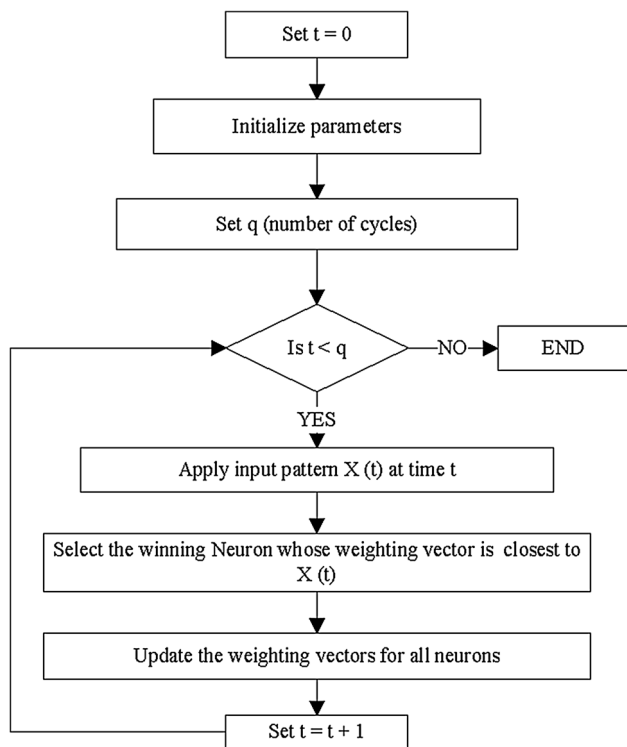 Set t = 0
Initialize parameters
Set q (number of cycles)
Is t < q
NO
END
YES
Apply input pattern X (t) at time t
Select the winning Neuron whose weighting vector is closest to
X (t)
Update the weighting vectors for all neurons
Set t = t + 1